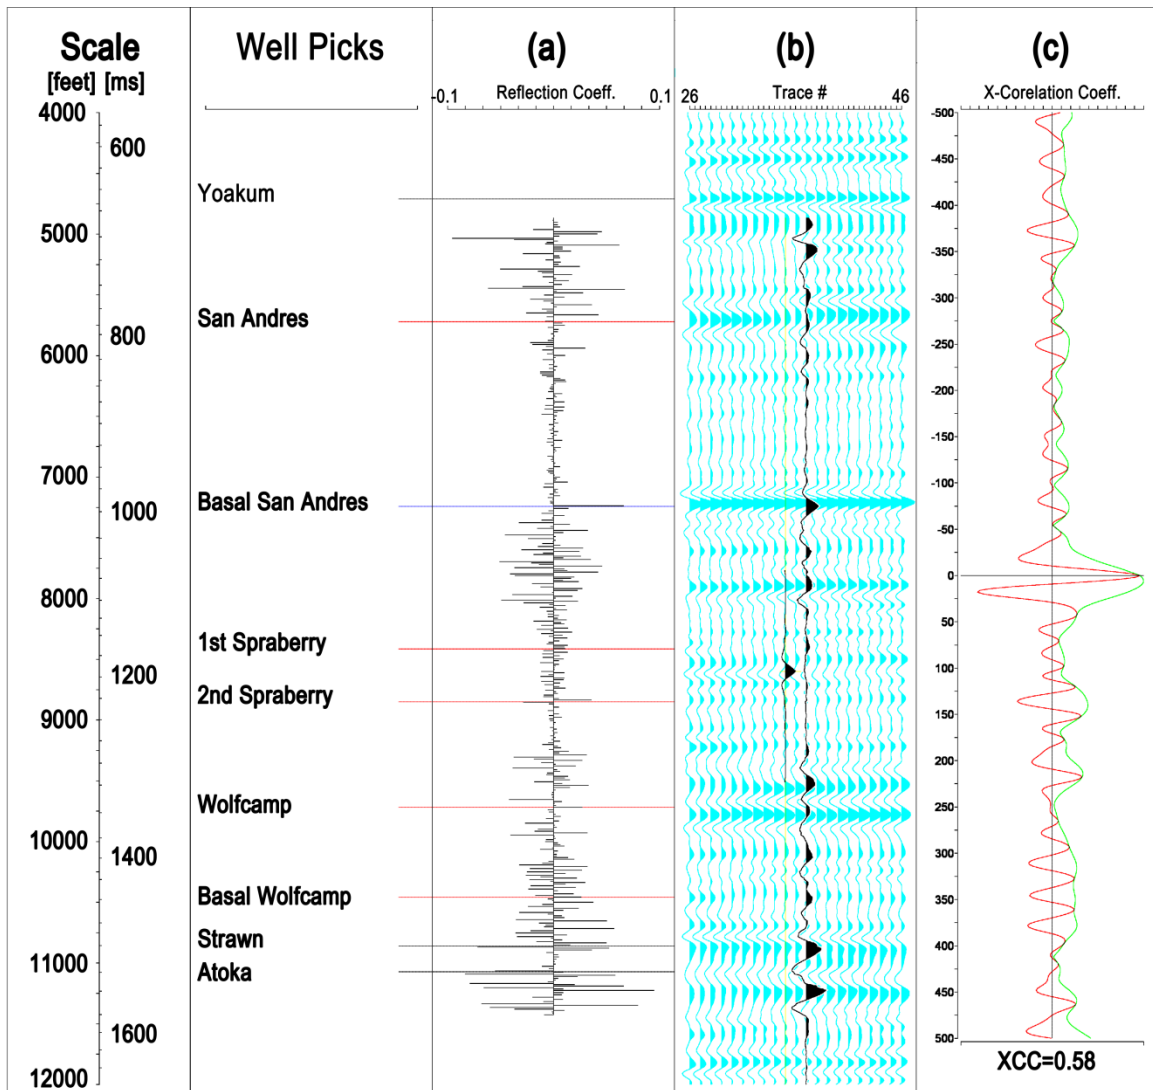 Scale
[feet] [ms]
Well Picks
(a)
(b)
(c)
-0.1 Reflection Coeff. 0.1
26 Trace # 46
X-Corelation Coeff.
4000
600
5000
800
6000
7000
1000
8000
1200
9000
10000
1400
11000
1600
12000
Yoakum
San Andres
Basal San Andres
1st Spraberry
2nd Spraberry
Wolfcamp
Basal Wolfcamp
Strawn
Atoka
-500
-450
-400
-350
-300
-250
-200
-150
-100
-50
0
50
100
150
200
250
300
350
400
450
500
XCC=0.58